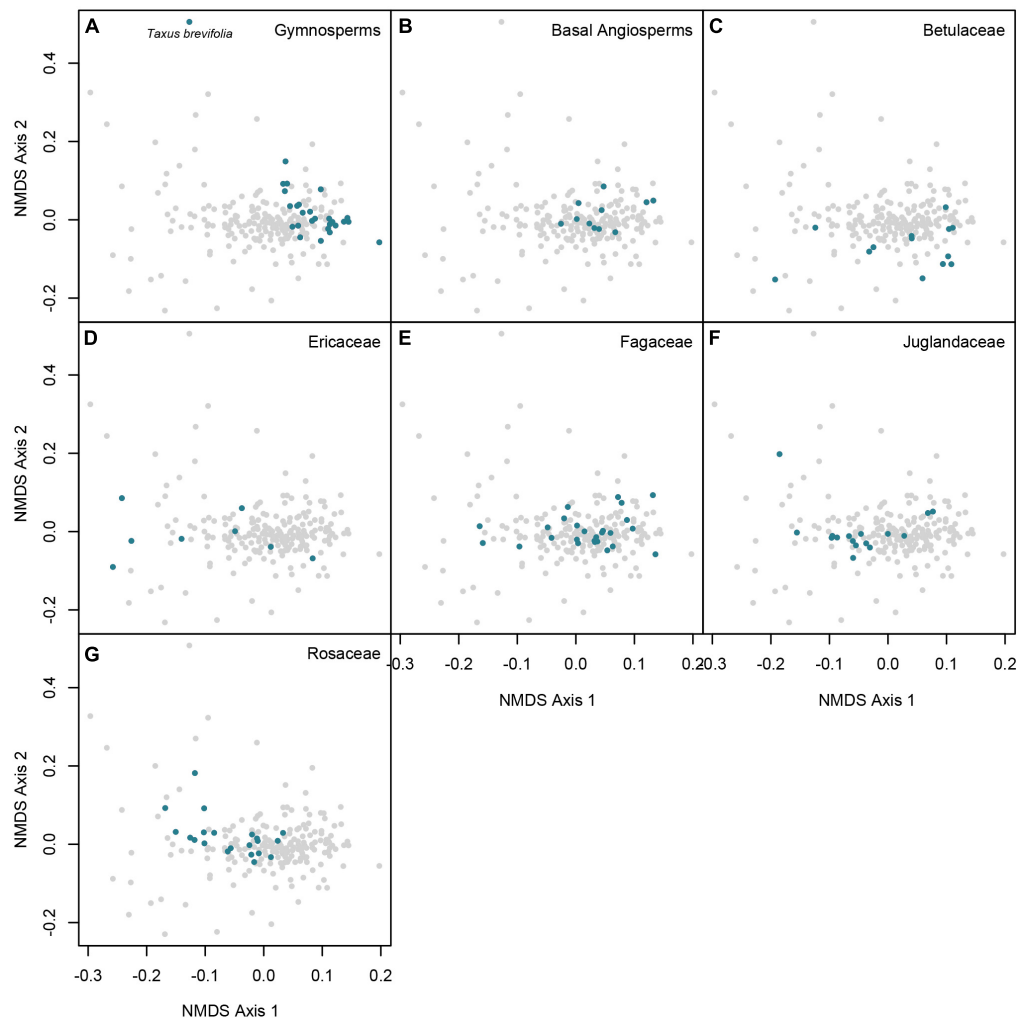 A
Taxus brevifolia
Gymnosperms
B
Basal Angiosperms
C
Betulaceae
NMDS Axis 2
0.4
0.2
0.0
-0.2
D
Ericaceae
E
Fagaceae
F
Juglandaceae
NMDS Axis 2
0.4
0.2
0.0
-0.2
G
Rosaceae
-0.3 -0.2 -0.1 0.0 0.1 0.2
NMDS Axis 1
-0.3 -0.2 -0.1 0.0 0.1 0.2
NMDS Axis 1
NMDS Axis 2
0.4
0.2
0.0
-0.2
-0.3 -0.2 -0.1 0.0 0.1 0.2
NMDS Axis 1